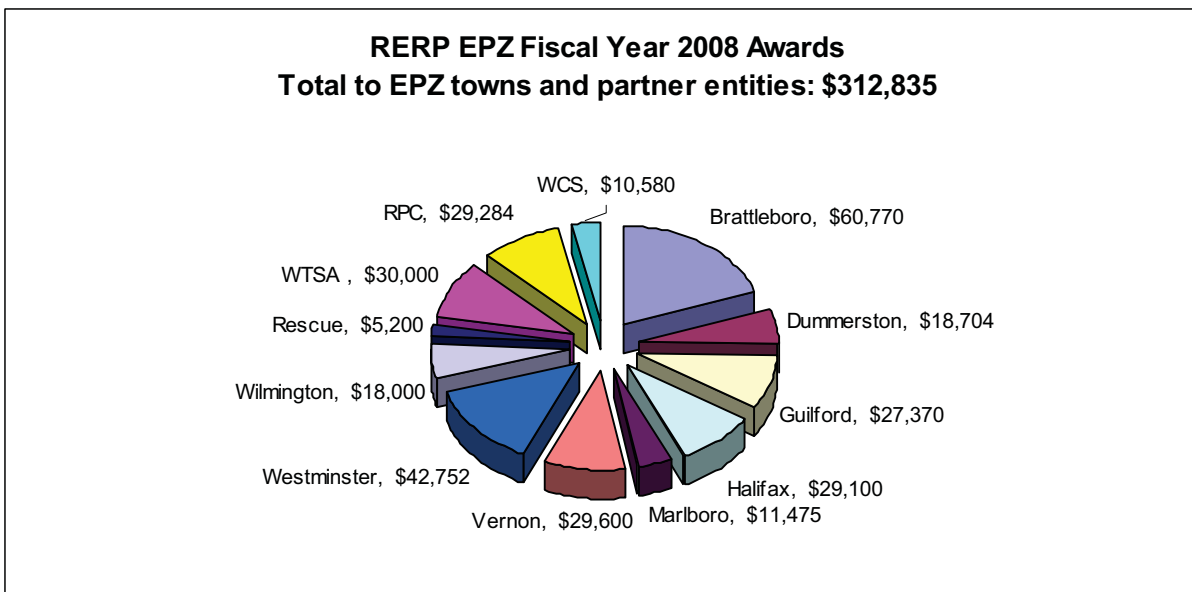 RERP EPZ Fiscal Year 2008 Awards
Total to EPZ towns and partner entities: $312,835
WCS, $10,580
RPC, $29,284
Brattleboro, $60,770
WTSA , $30,000
Dummerston, $18,704
Rescue, $5,200
Wilmington, $18,000
Guilford, $27,370
Westminster, $42,752
Halifax, $29,100
Vernon, $29,600
Marlboro, $11,475